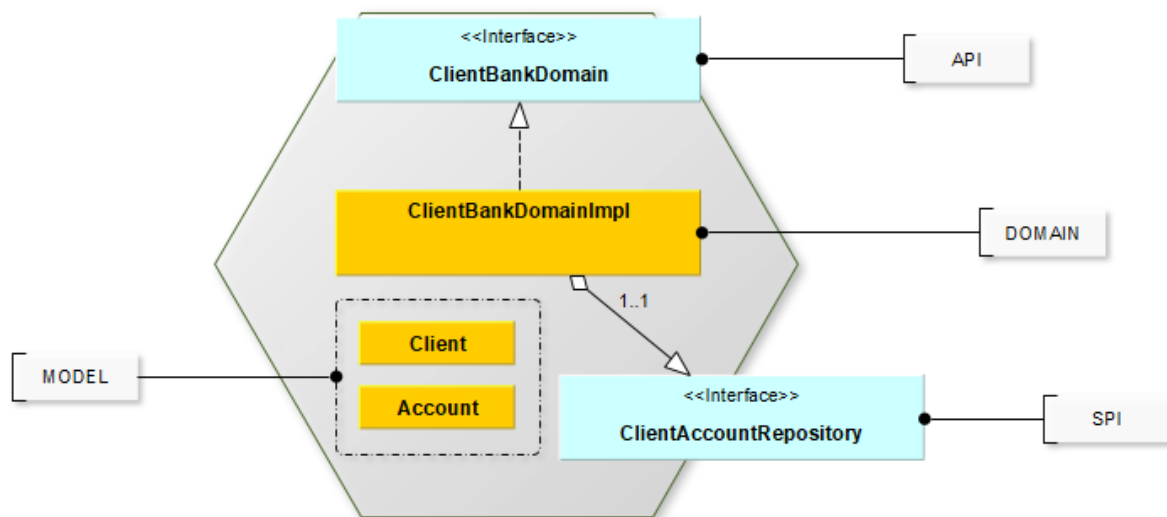 <<Interface>>
ClientBankDomain
API
ClientBankDomainImpl
DOMAIN
1..1
Client
MODEL
Account
<<Interface>>
ClientAccountRepository
SPI